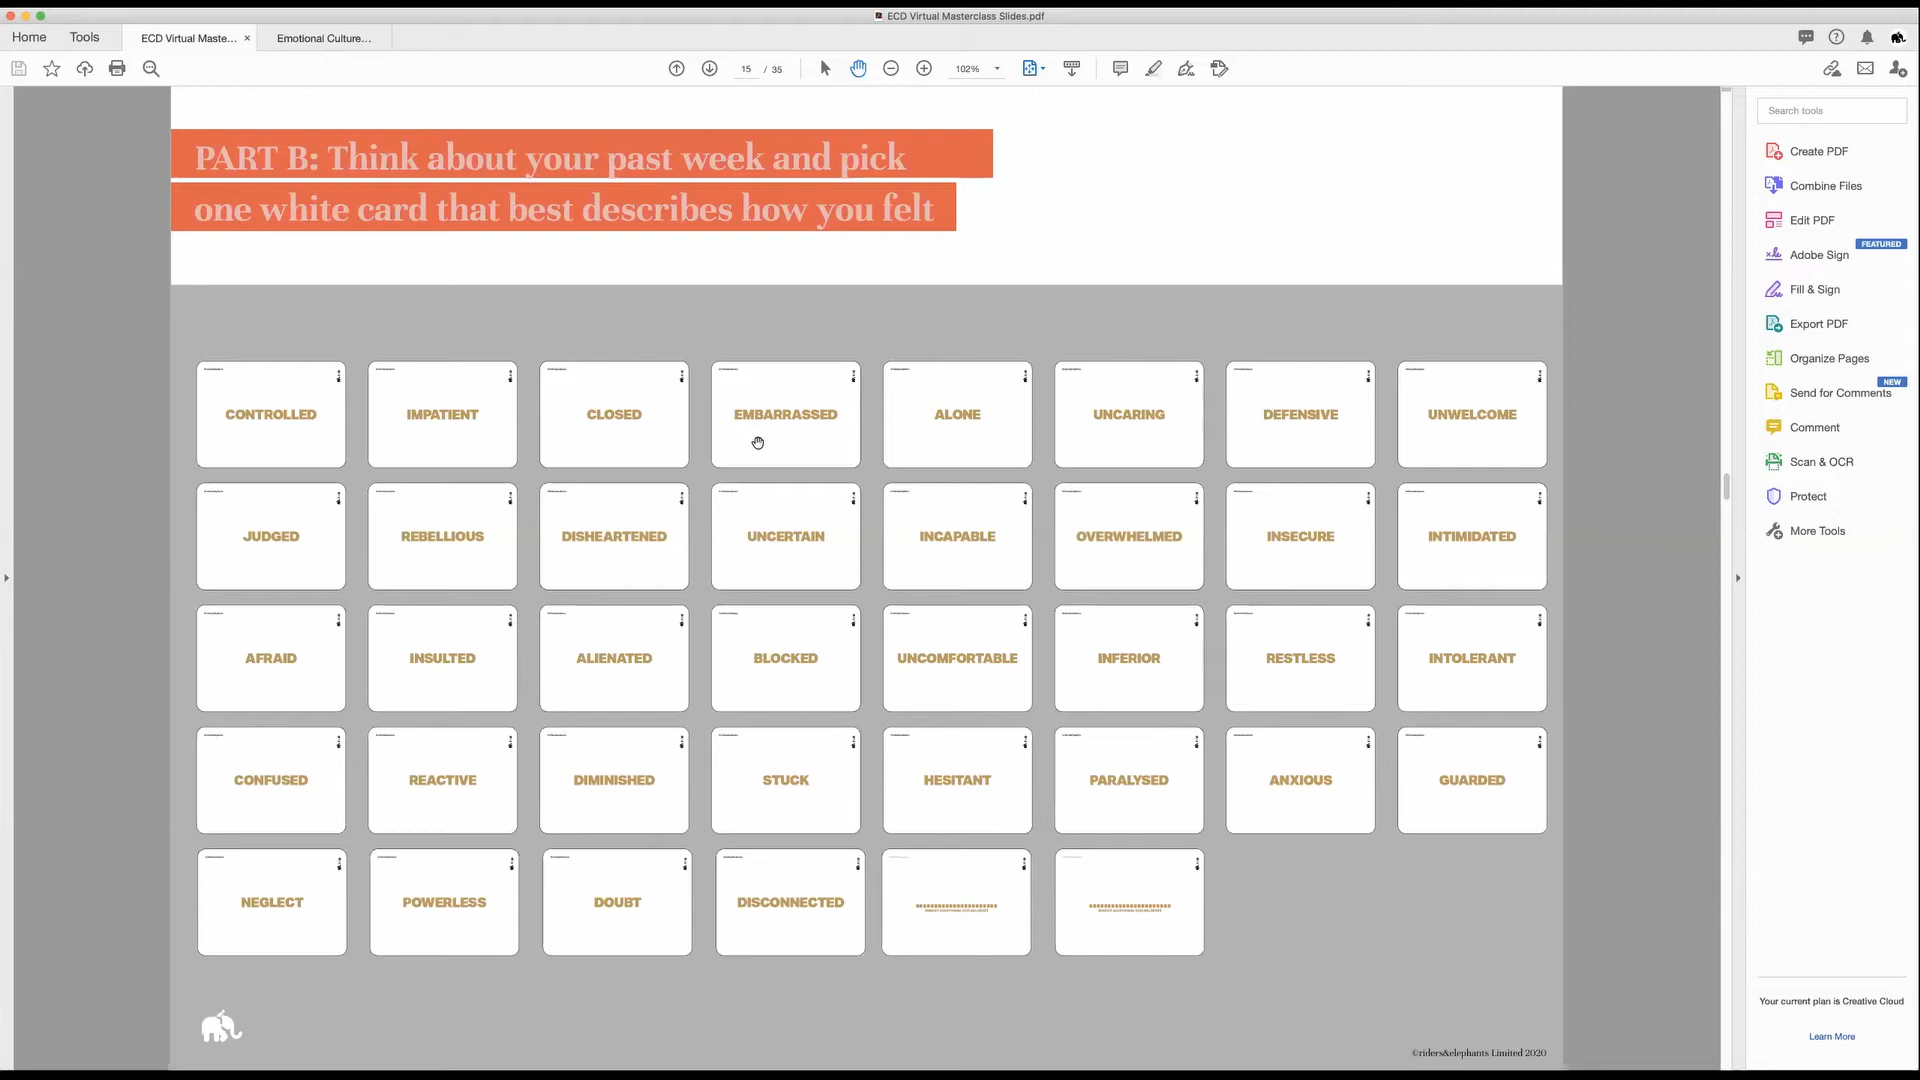 ECD Virtual Masterclass Slides.pdf
Home Tools ECD Virtual Maste... × Emotional Culture...
15 / 35 102%
Search tools
PART B: Think about your past week and pick
one white card that best describes how you felt
Create PDF
Combine Files
Edit PDF
FEATURED
Adobe Sign
Fill & Sign
Export PDF
Organize Pages
NEW
Send for Comments
Comment
Scan & OCR
Protect
More Tools
CONTROLLED IMPATIENT CLOSED EMBARRASSED ALONE UNCARING DEFENSIVE UNWELCOME
JUDGED REBELLIOUS DISHEARTENED UNCERTAIN INCAPABLE OVERWHELMED INSECURE INTIMIDATED
AFRAID INSULTED ALIENATED BLOCKED UNCOMFORTABLE INFERIOR RESTLESS INTOLERANT
CONFUSED REACTIVE DIMINISHED STUCK HESITANT PARALYSED ANXIOUS GUARDED
NEGLECT POWERLESS DOUBT DISCONNECTED
©riders&elephants Limited 2020
Your current plan is Creative Cloud
Learn More